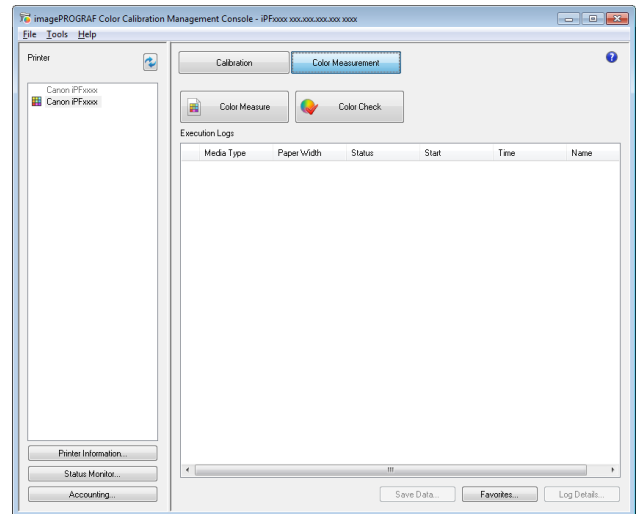 imagePROGRAF Color Calibration Management Console - iPFxxxx xxx.xxx.xxx.xxx xxxx
File Tools Help
Printer
Canon iPFxxxx
Canon iPFxxxx
Printer Information...
Status Monitor...
Accounting...
Calibration Color Measurement
Color Measure Color Check
Execution Logs
Media Type Paper Width Status Start Time Name
Save Data... Favorites... Log Details...